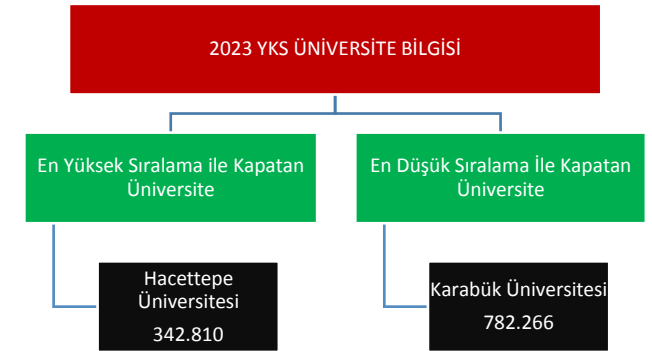 2023 YKS ÜNİVERSİTE BİLGİSİ
En Yüksek Sıralama ile Kapatan
Üniversite
En Düşük Sıralama İle Kapatan
Üniversite
Hacettepe
Üniversitesi
342.810
Karabük Üniversitesi
782.266